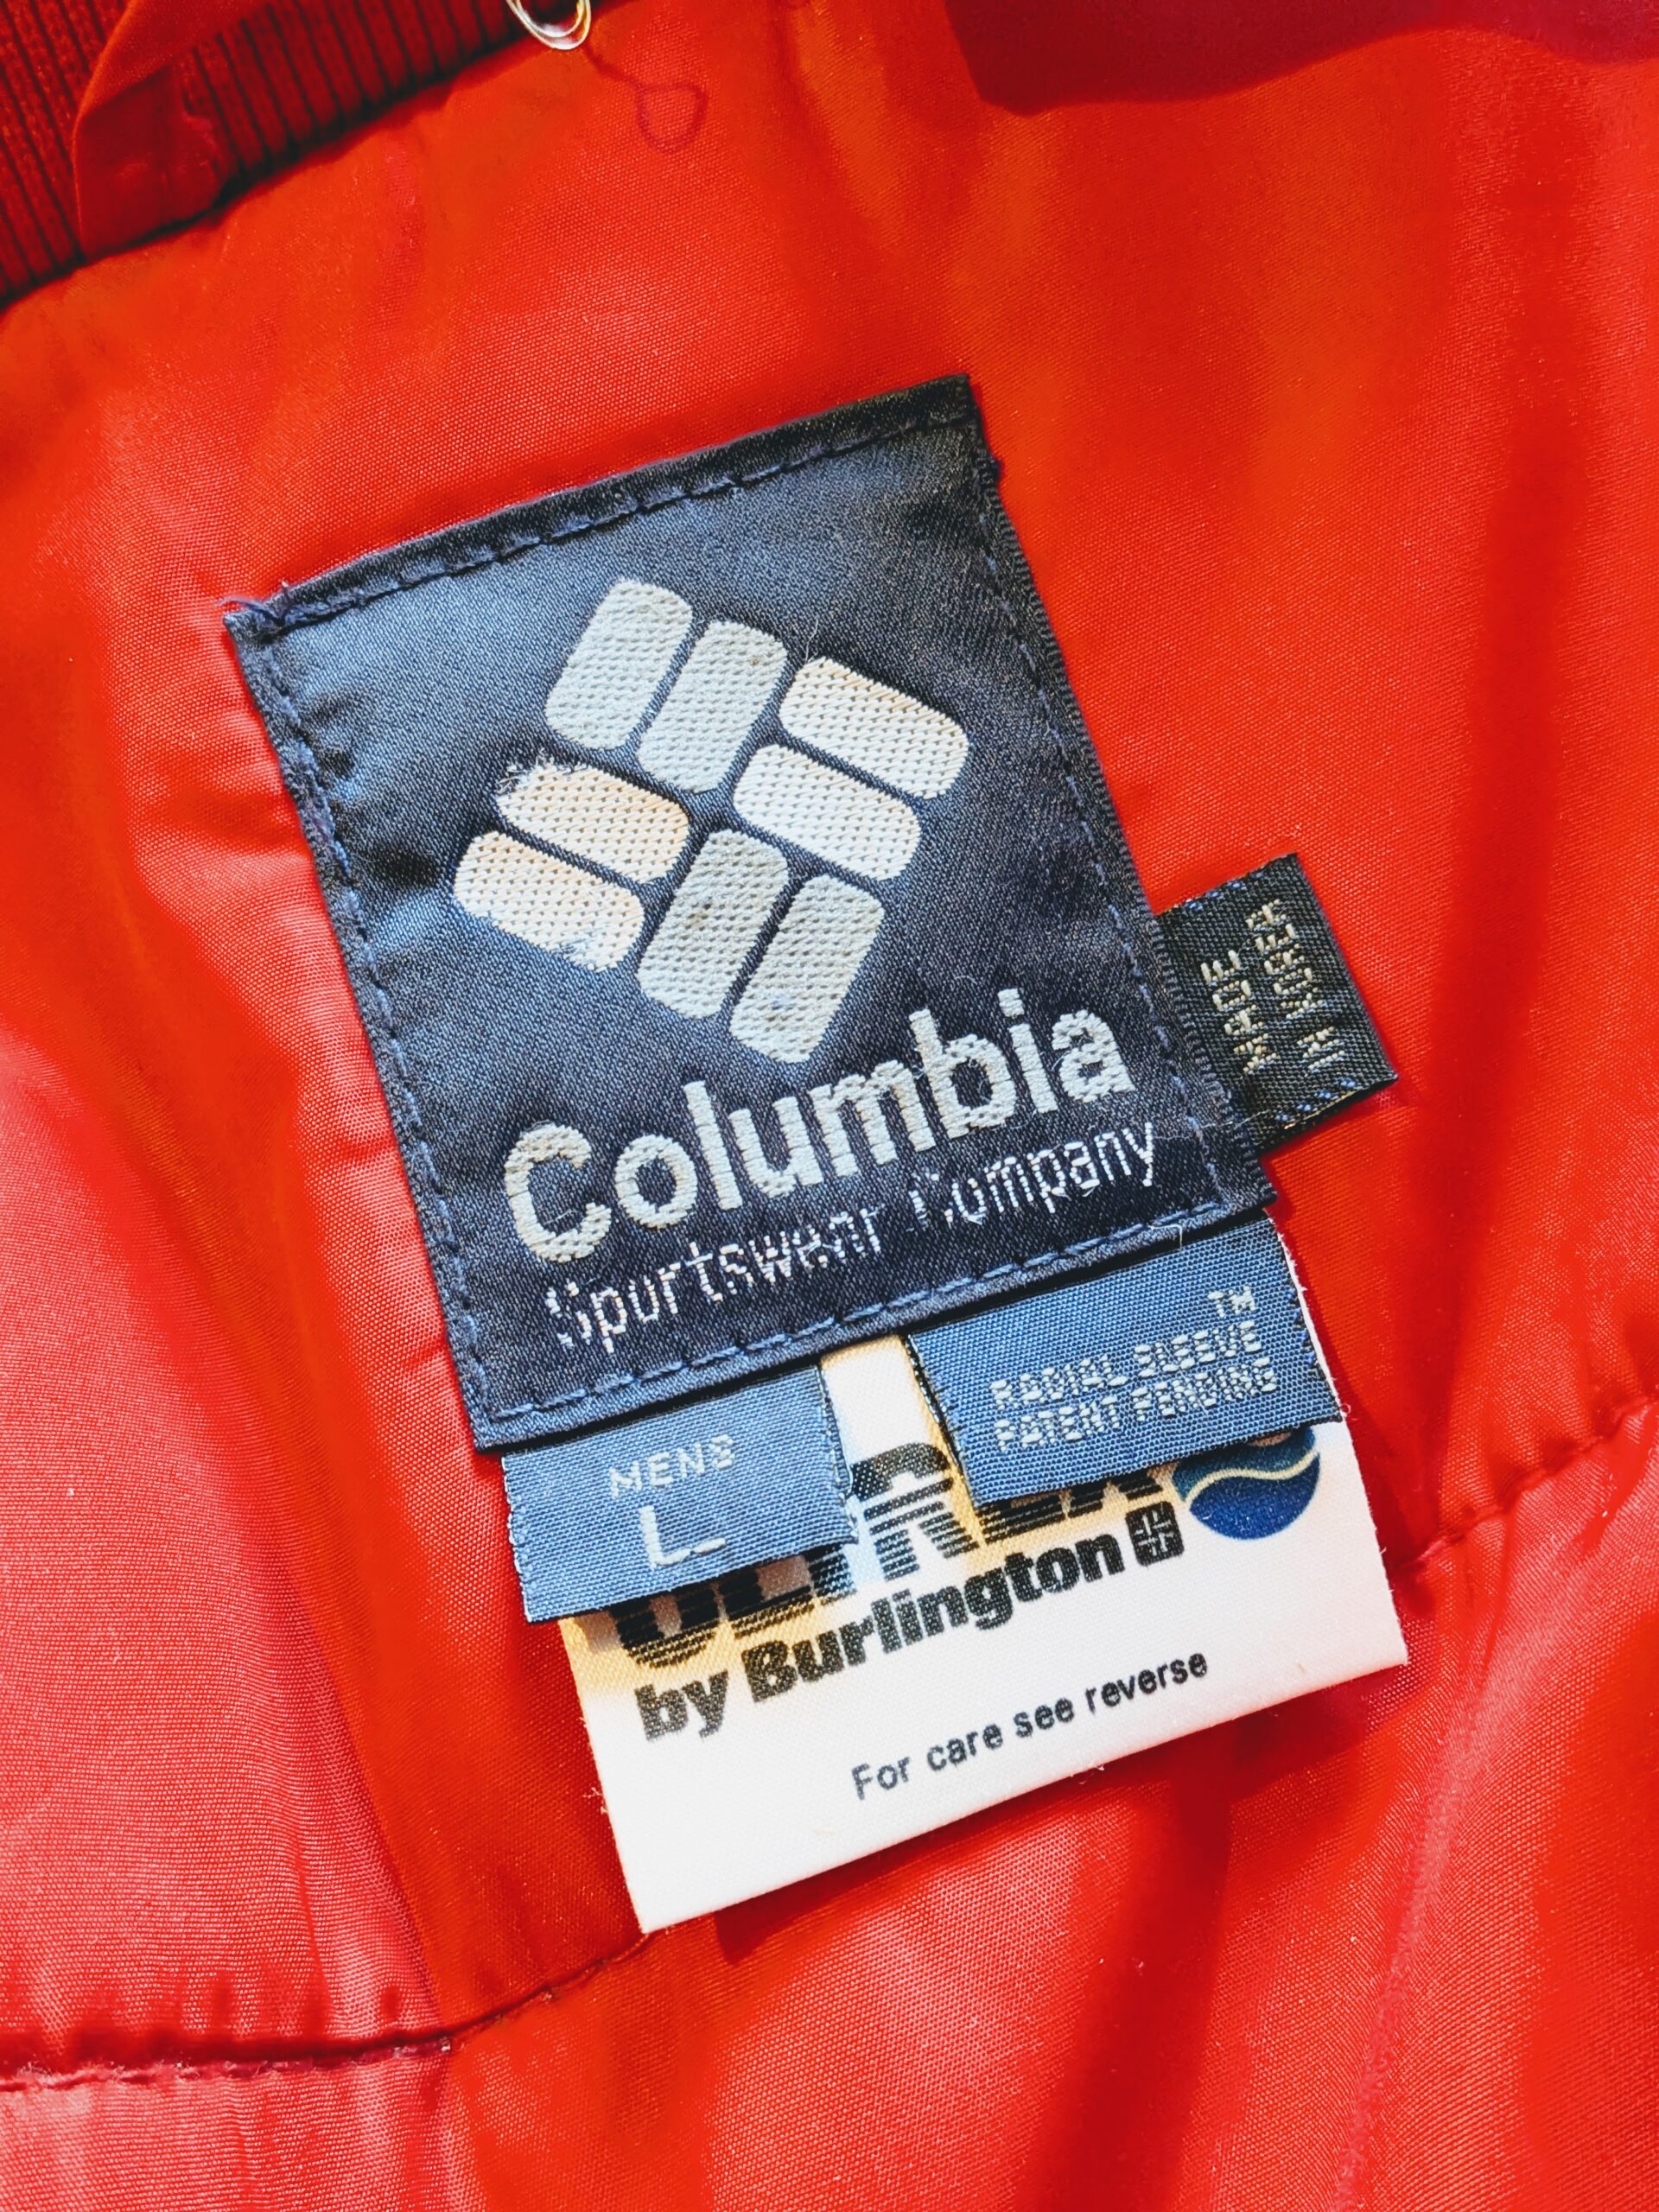 Columbia
Sportswear Company
MADE
IN KOREA
MENS
L
TM
RADIAL SLEEVE
PATENT PENDING
by Burlington
For care see reverse